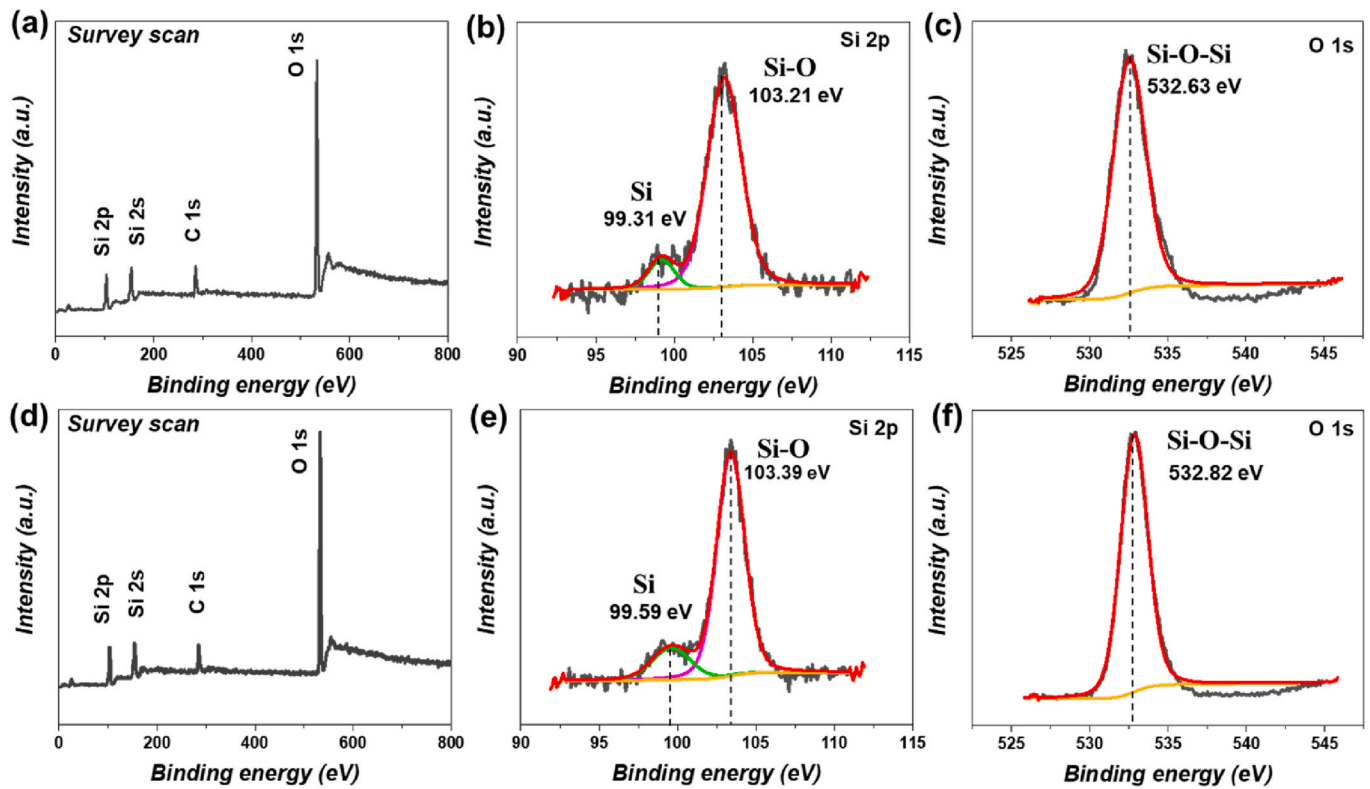 (a)
Survey scan
O 1s
Si 2p
Si 2s
C 1s
Intensity (a.u.)
0 200 400 600 800
Binding energy (eV)
(b)
Si 2p
Si-O
103.21 eV
Si
99.31 eV
Intensity (a.u.)
90 95 100 105 110 115
Binding energy (eV)
(c)
O 1s
Si-O-Si
532.63 eV
Intensity (a.u.)
525 530 535 540 545
Binding energy (eV)
(d)
Survey scan
O 1s
Si 2p
Si 2s
C 1s
Intensity (a.u.)
0 200 400 600 800
Binding energy (eV)
(e)
Si 2p
Si-O
103.39 eV
Si
99.59 eV
Intensity (a.u.)
90 95 100 105 110 115
Binding energy (eV)
(f)
O 1s
Si-O-Si
532.82 eV
Intensity (a.u.)
525 530 535 540 545
Binding energy (eV)